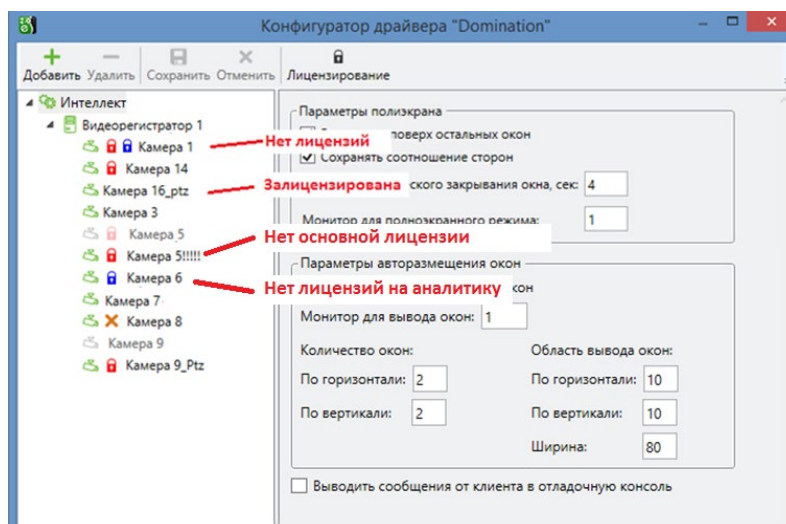 Конфигуратор драйвера "Domination"
Добавить Удалить Сохранить Отменить Лицензирование
Интеллект
Видеорегистратор 1
Камера 1
Камера 14
Камера 16_ptz
Камера 3
Камера 5
Камера 5!!!!!
Камера 6
Камера 7
Камера 8
Камера 9
Камера 9_Ptz
Нет лицензий
Залицензирована
Нет основной лицензии
Нет лицензий на аналитику
Параметры полиэкрана
поверх остальных окон
Сохранять соотношение сторон
закрывания окна, сек: 4
Монитор для полноэкранного режима: 1
Параметры авторазмещения окон
Монитор для вывода окон: 1
Количество окон: Область вывода окон:
По горизонтали: 2 По горизонтали: 10
По вертикали: 2 По вертикали: 10
Ширина: 80
Выводить сообщения от клиента в отладочную консоль